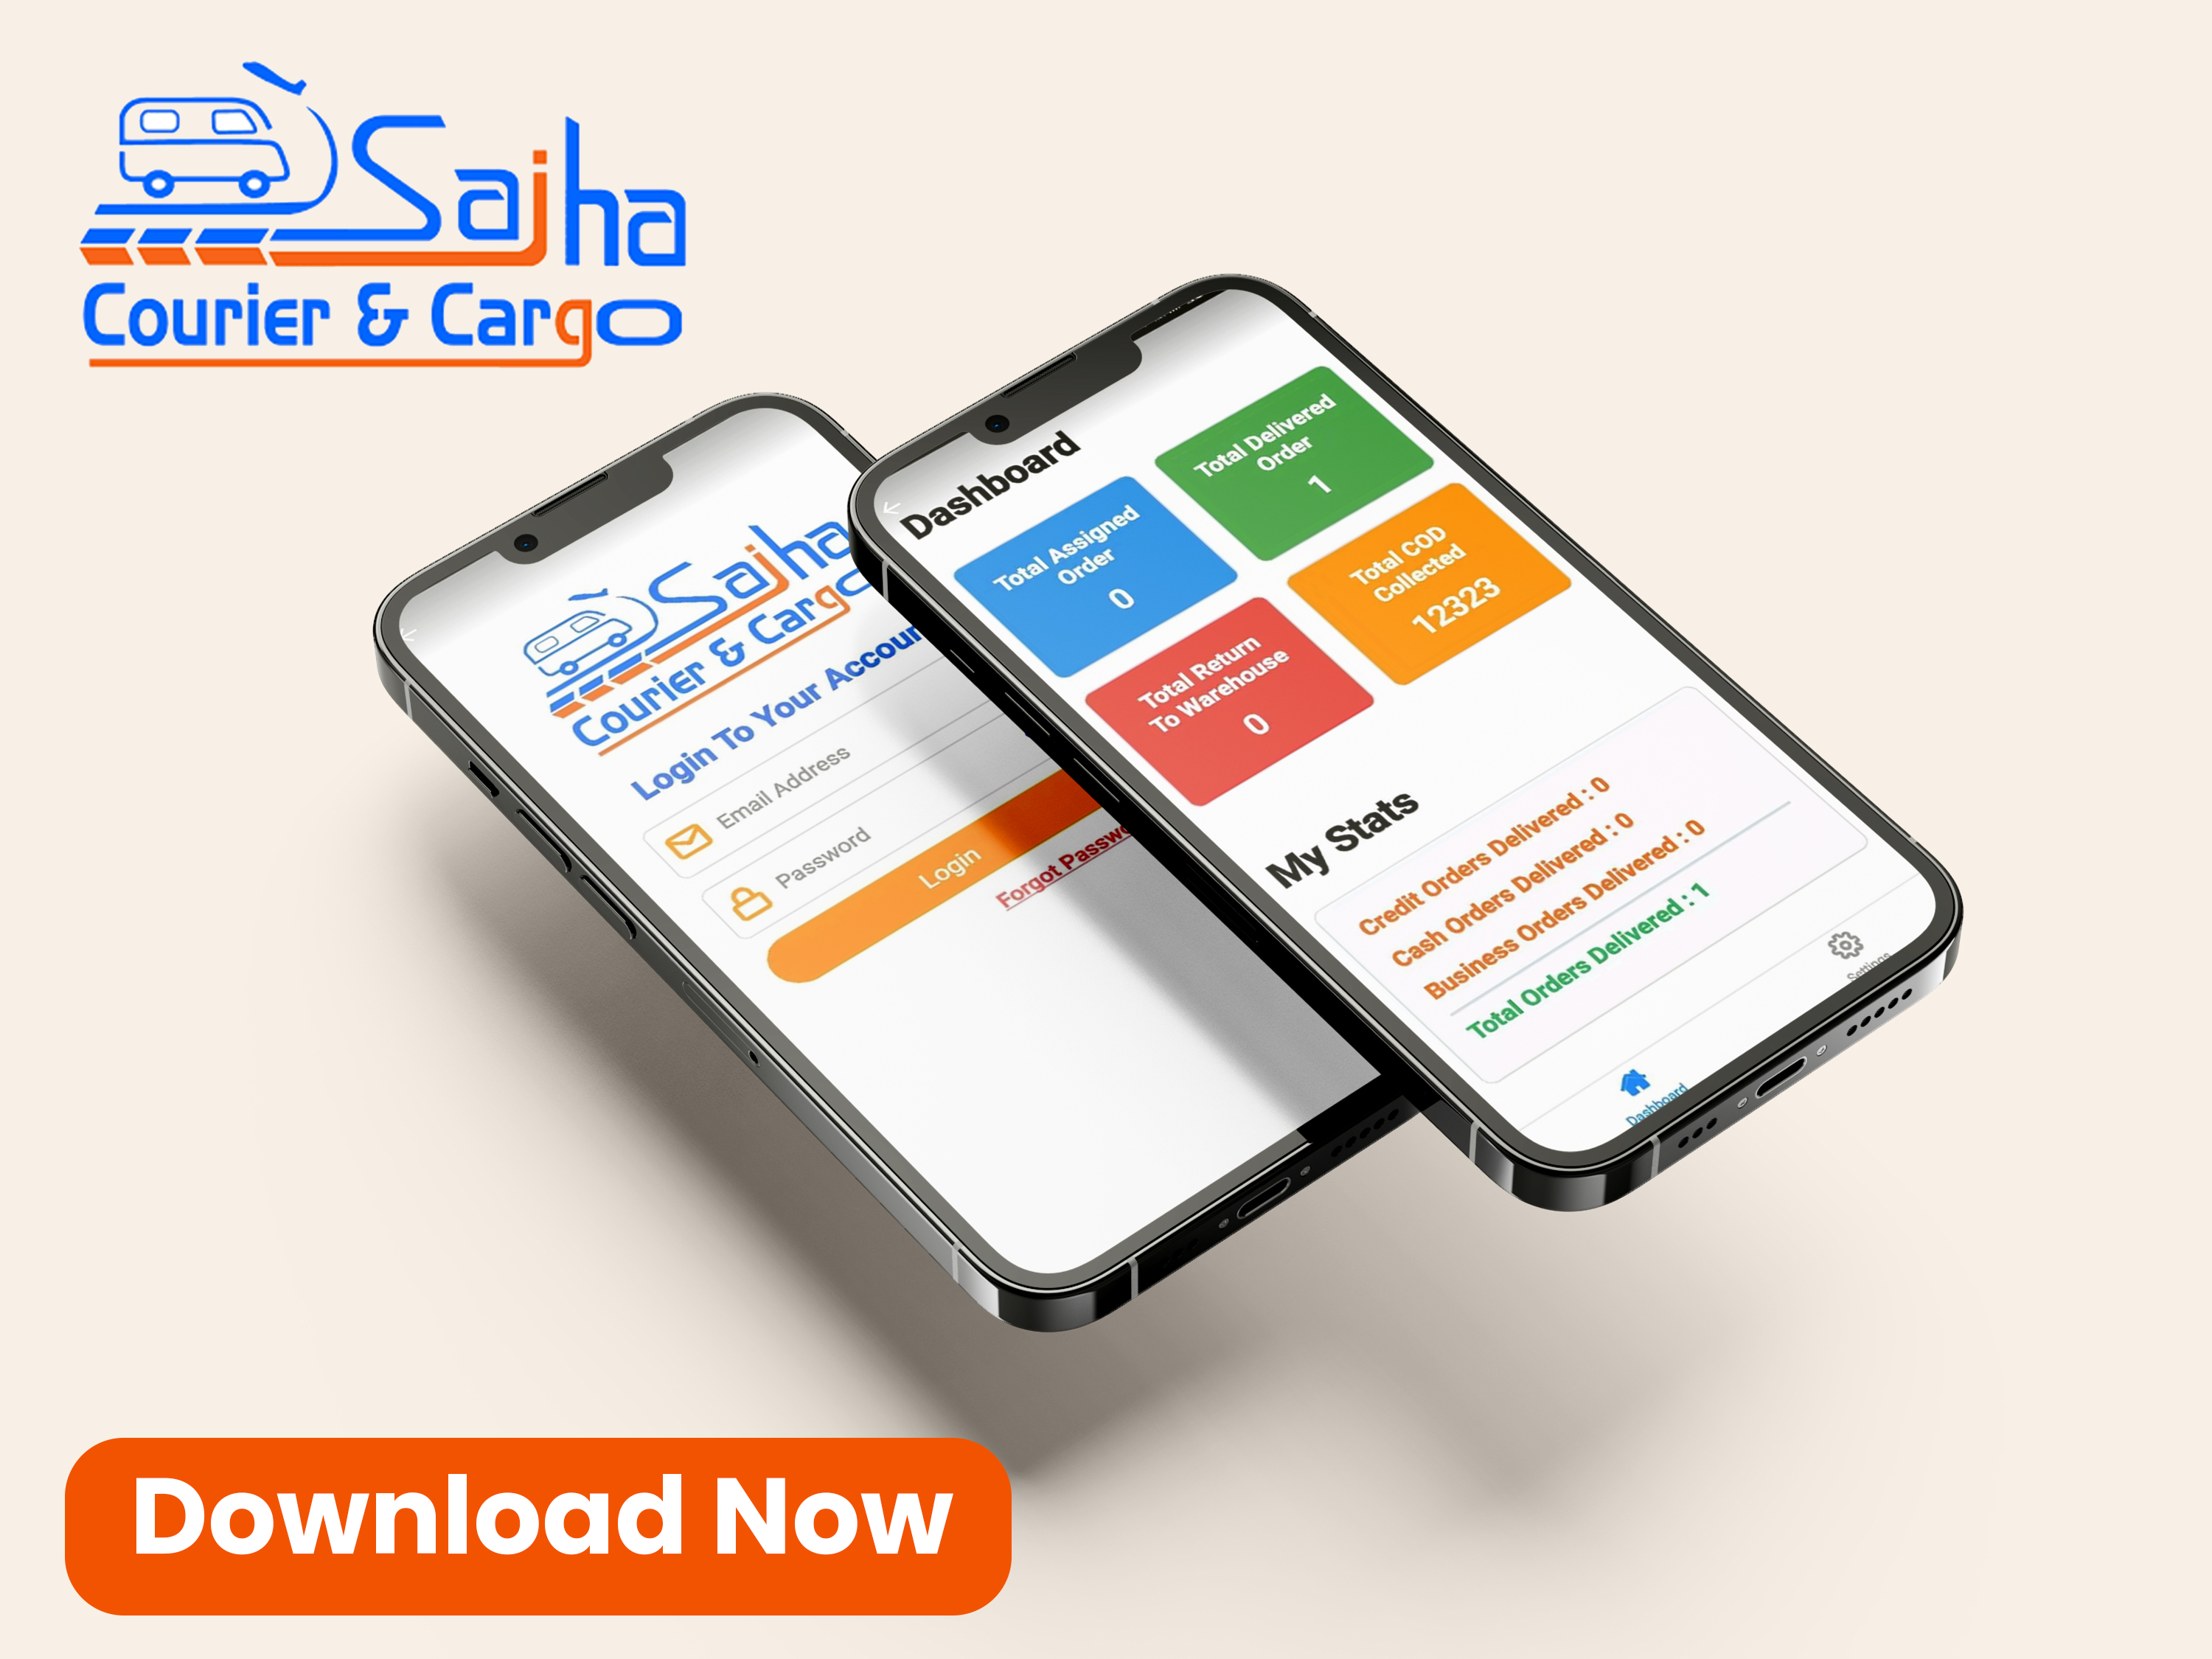 Sajha
Courier & Cargo
Sajha
Courier & Cargo
Login To Your Accoun
Email Address
Password
Login
Forgot Passwo
Dashboard
Total Assigned
Order
0
Total Delivered
Order
1
Total Return
To Warehouse
0
Total COD
Collected
12323
My Stats
Credit Orders Delivered : 0
Cash Orders Delivered : 0
Business Orders Delivered : 0
Total Orders Delivered : 1
Dashboard
Settings
Download Now